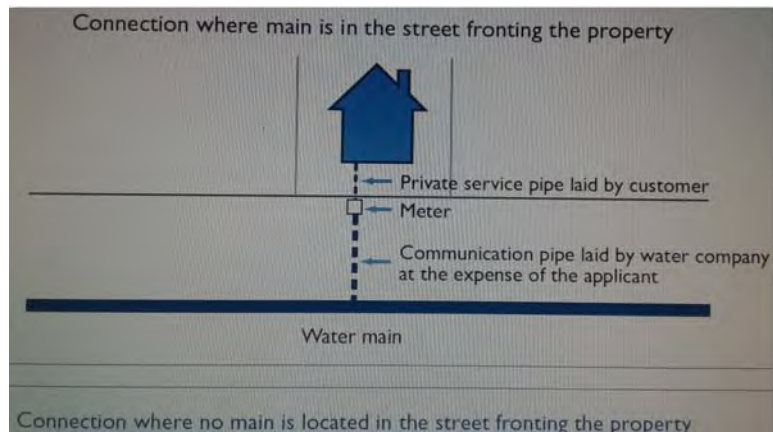 Connection where main is in the street fronting the property
Private service pipe laid by customer
Meter
Communication pipe laid by water company
at the expense of the applicant
Water main
Connection where no main is located in the street fronting the property